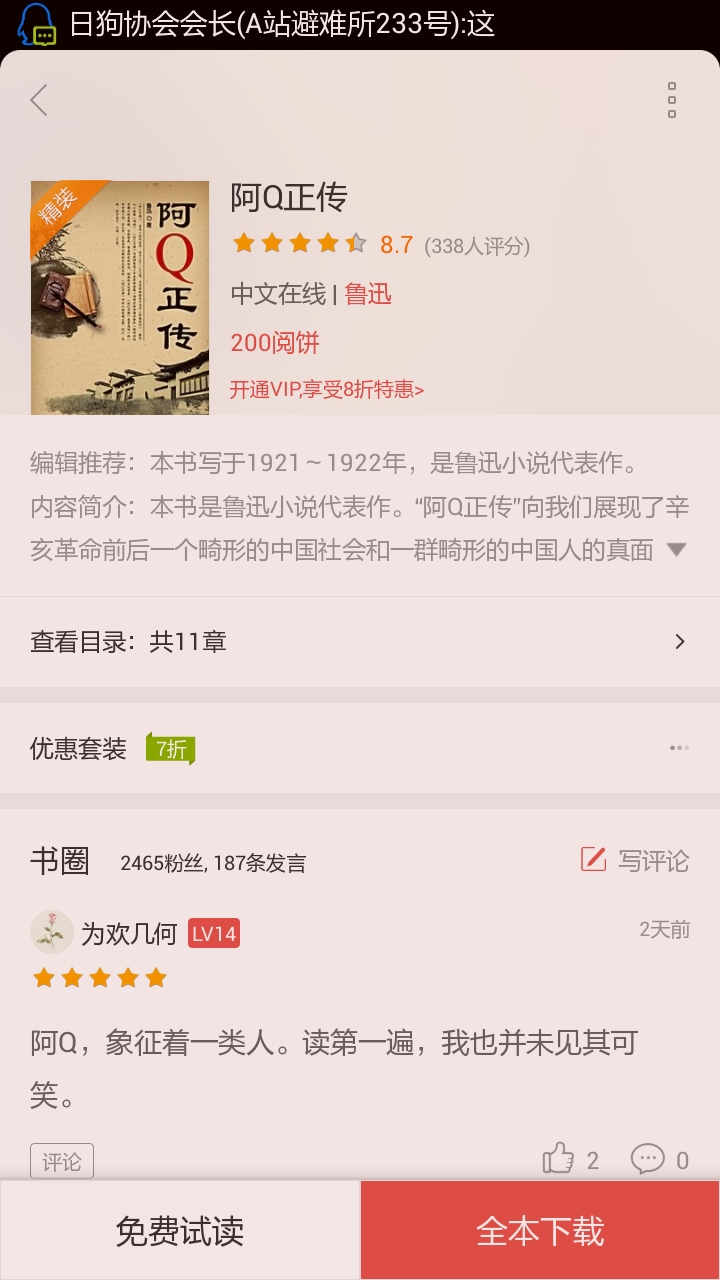 日狗协会会长(A站避难所233号):这
精装
阿Q正传
鲁迅◎著
阿Q正传
8.7 (338人评分)
中文在线 | 鲁迅
200阅饼
开通VIP,享受8折特惠>
编辑推荐：本书写于1921～1922年，是鲁迅小说代表作。
内容简介：本书是鲁迅小说代表作。“阿Q正传”向我们展现了辛
亥革命前后一个畸形的中国社会和一群畸形的中国人的真面
查看目录：共11章
优惠套装 7折
书圈 2465粉丝, 187条发言 写评论
为欢几何 LV14 2天前
阿Q，象征着一类人。读第一遍，我也并未见其可
笑。
评论 2 0
免费试读 全本下载